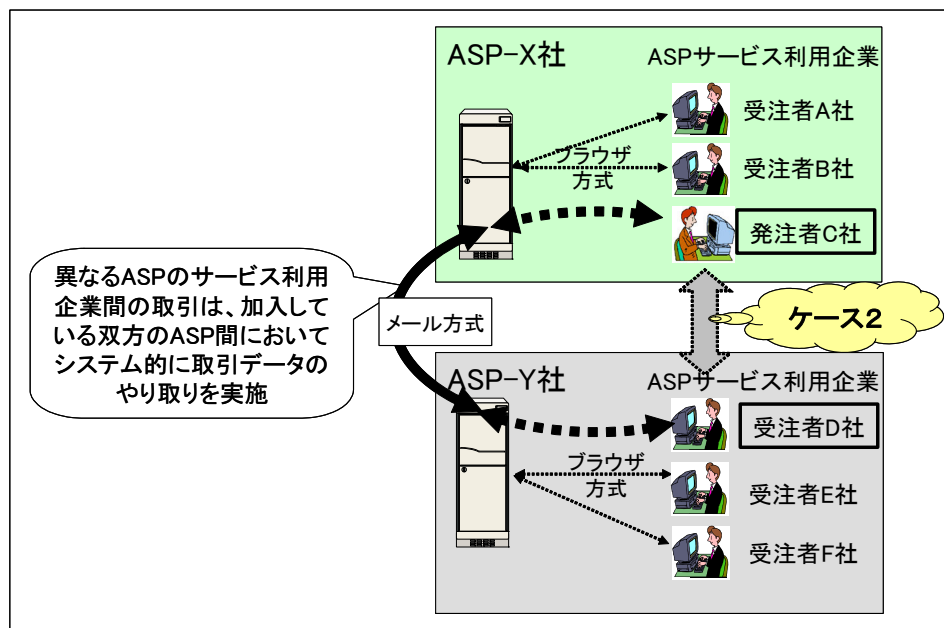 ASP-X社
ASPサービス利用企業
受注者A社
ブラウザ
方式
受注者B社
発注者C社
異なるASPのサービス利用
企業間の取引は、加入して
いる双方のASP間において
システム的に取引データの
やり取りを実施
メール方式
ケース2
ASP-Y社
ASPサービス利用企業
受注者D社
ブラウザ
方式
受注者E社
受注者F社